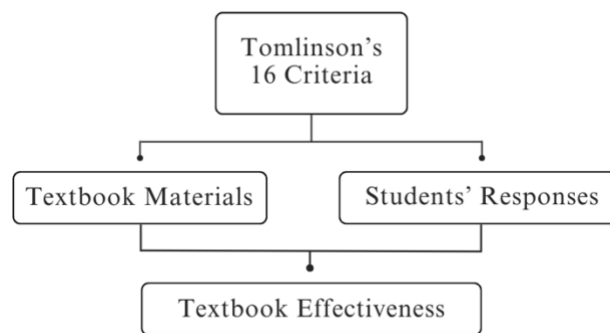 Tomlinson’s
16 Criteria
Textbook Materials
Students’ Responses
Textbook Effectiveness